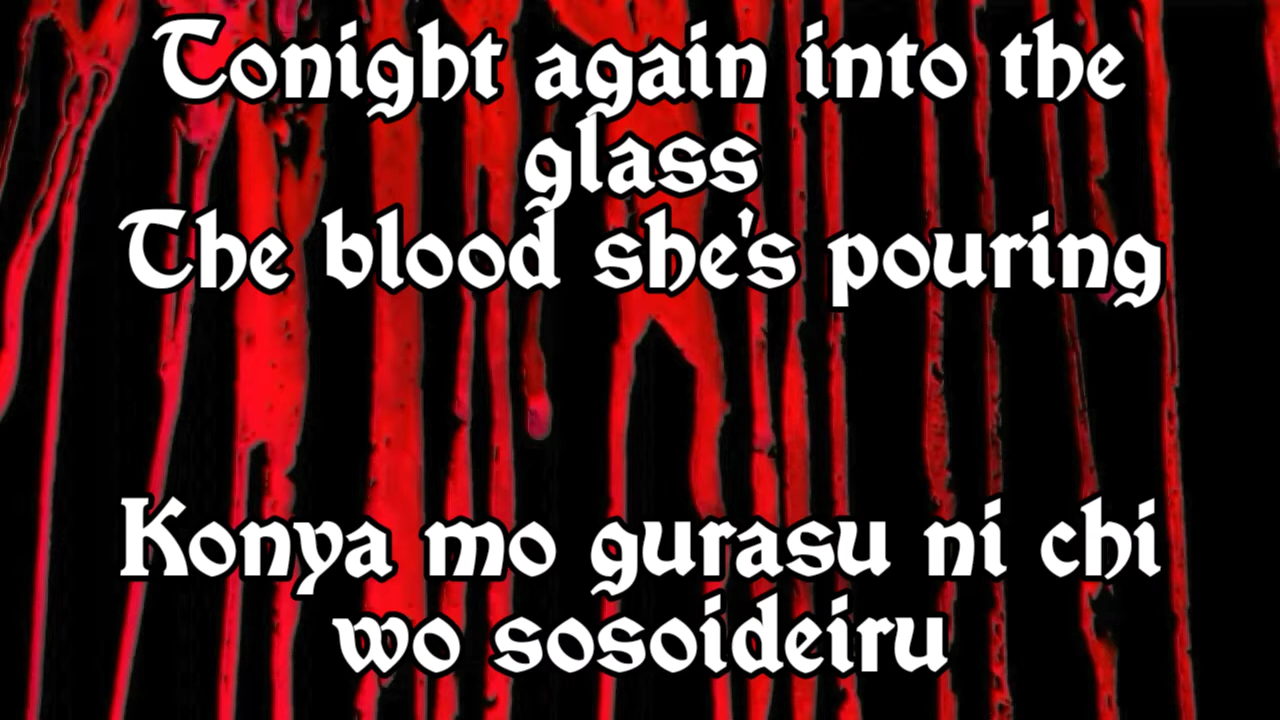 Tonight again into the
glass
The blood she's pouring
Konya mo gurasu ni chi
wo sosoideiru